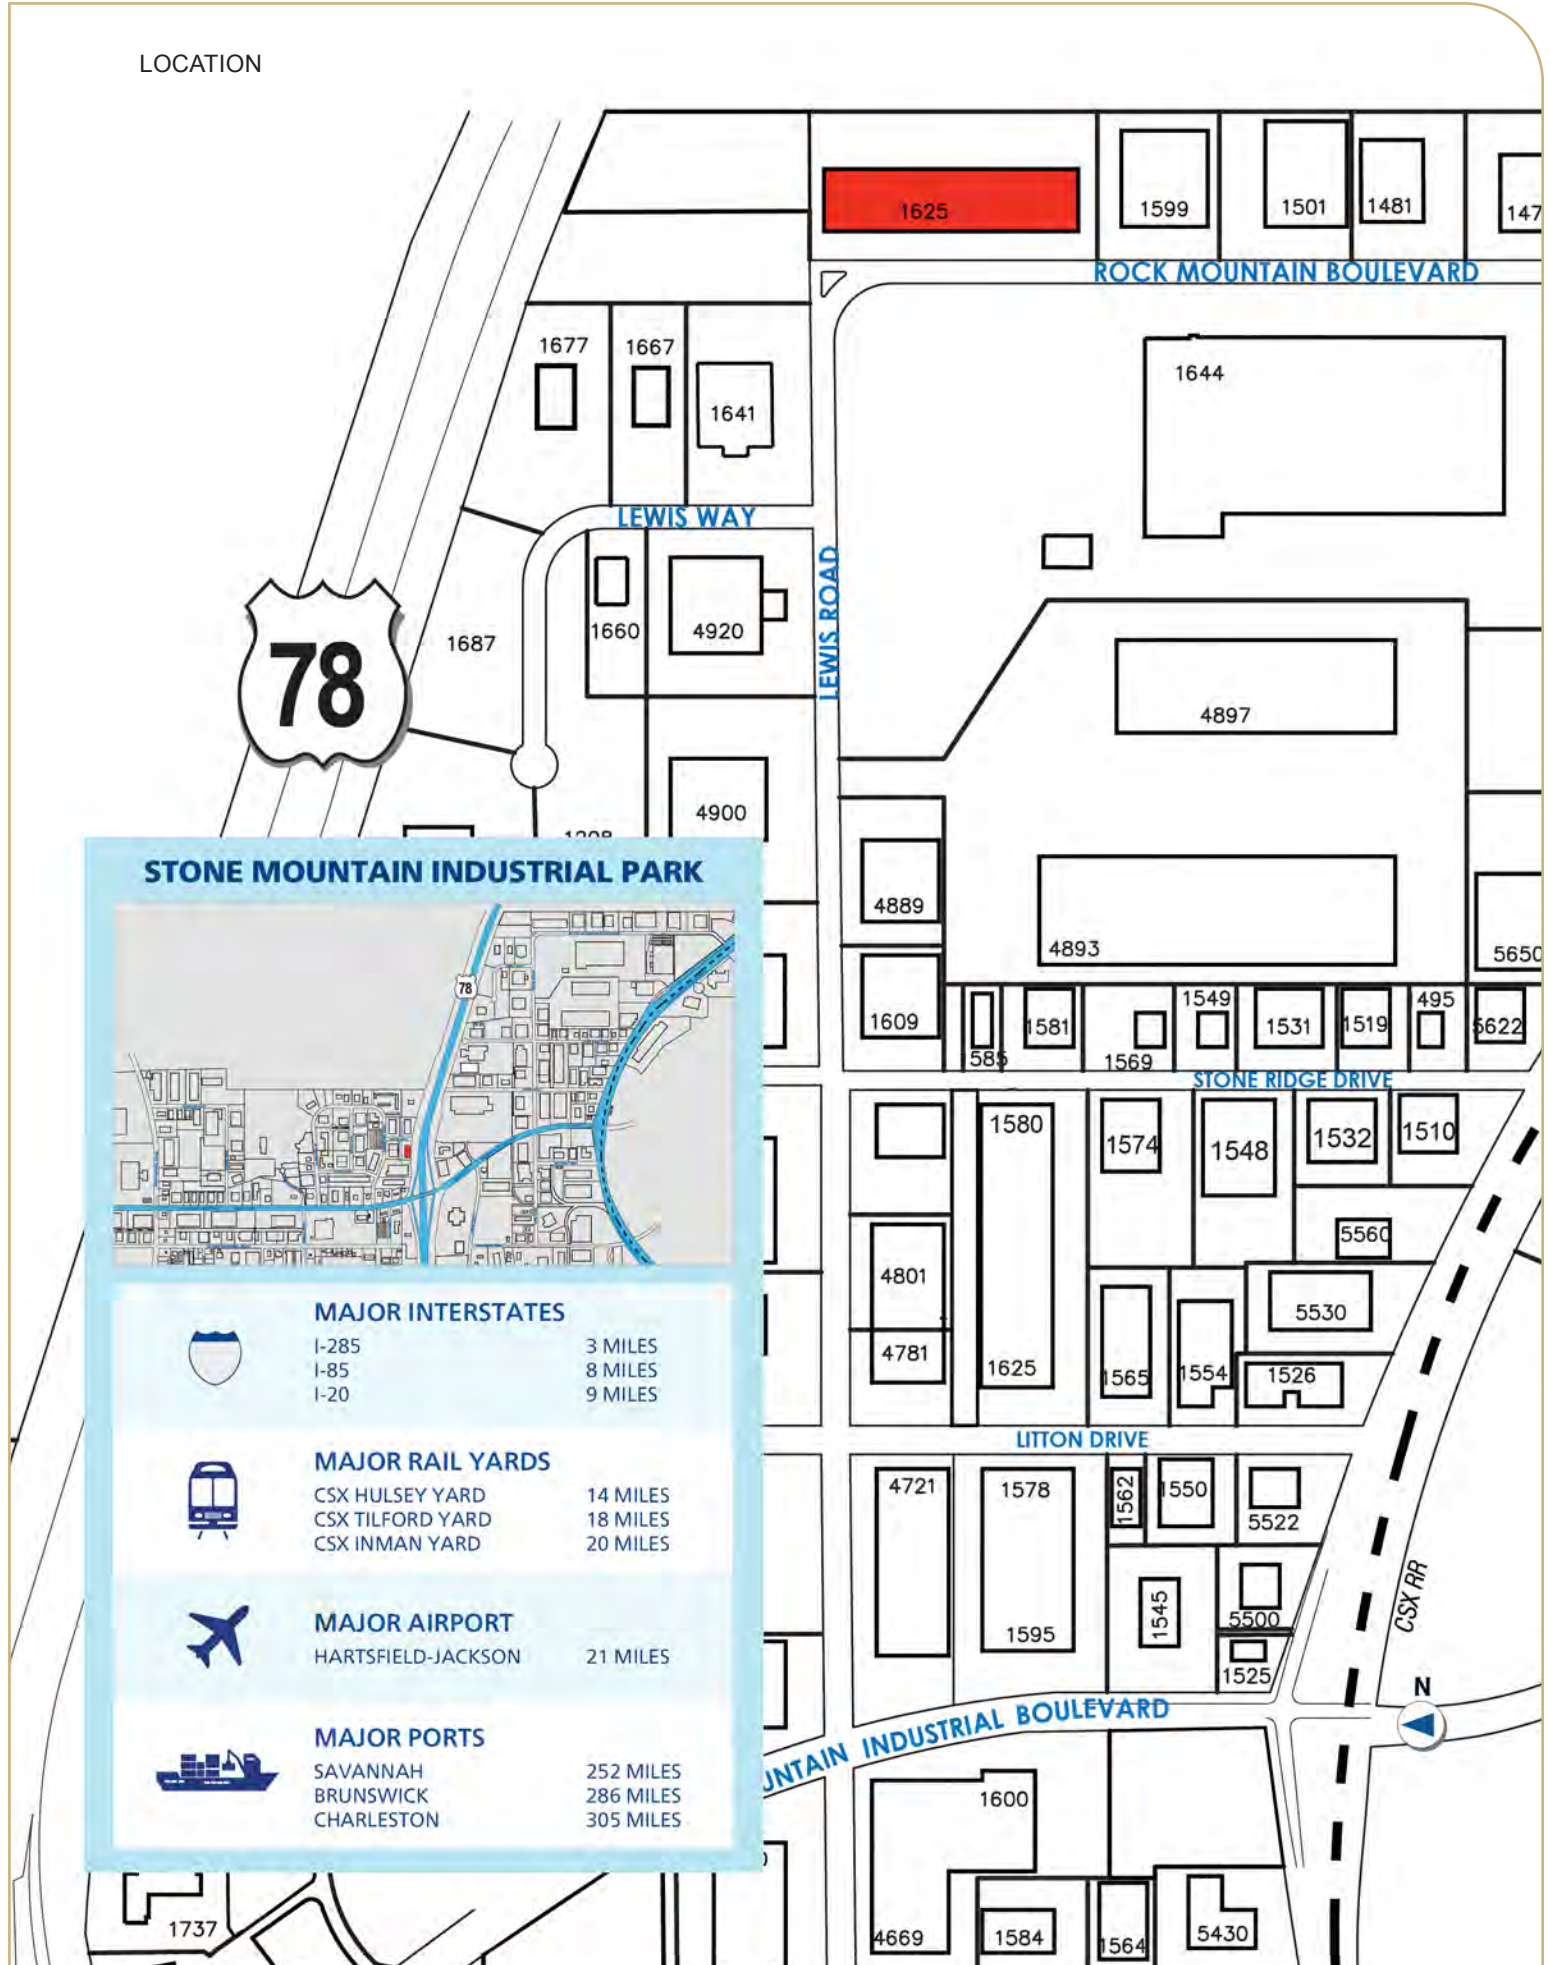 LOCATION
1625
1599
1501
1481
147
ROCK MOUNTAIN BOULEVARD
1677
1667
1641
1644
LEWIS WAY
LEWIS ROAD
78
1687
1660
4920
4897
4900
4889
4893
5650
1609
585
1581
1569
1549
1531
1519
495
5622
STONE RIDGE DRIVE
1580
1574
1548
1532
1510
5560
4801
5530
4781
1625
1565
1554
1526
LITTON DRIVE
4721
1578
1562
1550
5522
1545
5500
1595
1525
CSX RR
N
UNTAIN INDUSTRIAL BOULEVARD
1600
4669
1584
1564
5430
1737
STONE MOUNTAIN INDUSTRIAL PARK
78
MAJOR INTERSTATES
I-285 3 MILES
I-85 8 MILES
I-20 9 MILES
MAJOR RAIL YARDS
CSX HULSEY YARD 14 MILES
CSX TILFORD YARD 18 MILES
CSX INMAN YARD 20 MILES
MAJOR AIRPORT
HARTSFIELD-JACKSON 21 MILES
MAJOR PORTS
SAVANNAH 252 MILES
BRUNSWICK 286 MILES
CHARLESTON 305 MILES